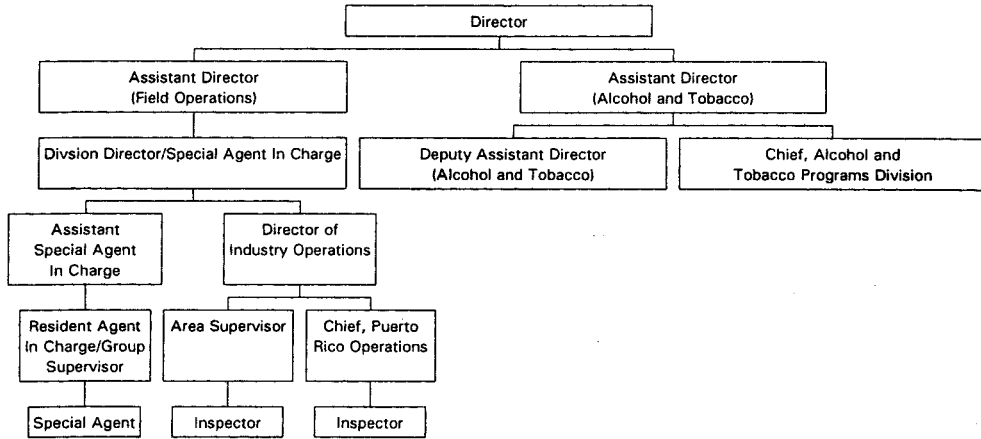 Director
Assistant Director
(Field Operations)
Assistant Director
(Alcohol and Tobacco)
Divsion Director/Special Agent In Charge
Deputy Assistant Director
(Alcohol and Tobacco)
Chief, Alcohol and
Tobacco Programs Division
Assistant
Special Agent
In Charge
Director of
Industry Operations
Resident Agent
In Charge/Group
Supervisor
Area Supervisor
Chief, Puerto
Rico Operations
Special Agent
Inspector
Inspector